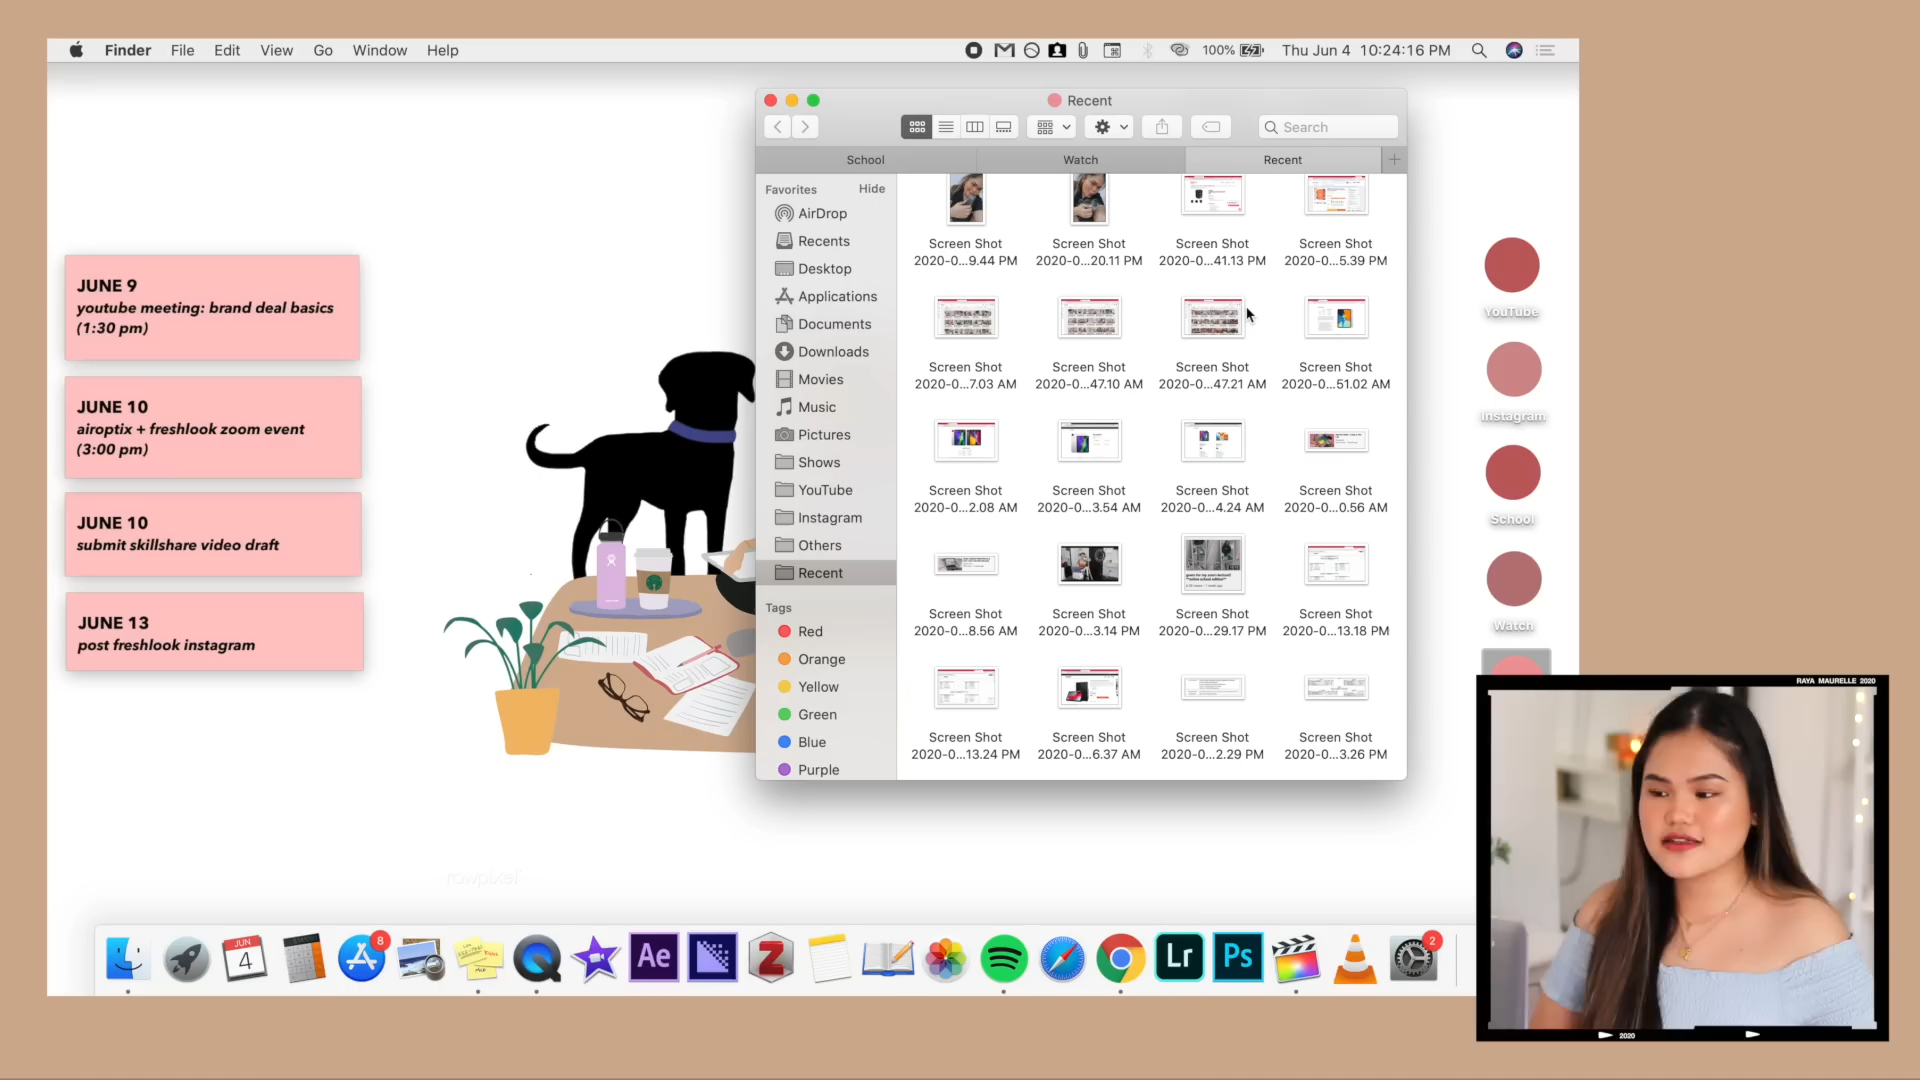 Finder File Edit View Go Window Help
100% Thu Jun 4 10:24:16 PM
Recent
Search
School Watch Recent
Favorites Hide
AirDrop
Recents
Desktop
Applications
Documents
Downloads
Movies
Music
Pictures
Shows
YouTube
Instagram
Others
Recent
Tags
Red
Orange
Yellow
Green
Blue
Purple
Screen Shot Screen Shot Screen Shot Screen Shot
2020-0...9.44 PM 2020-0...20.11 PM 2020-0...41.13 PM 2020-0...5.39 PM
Screen Shot Screen Shot Screen Shot Screen Shot
2020-0...7.03 AM 2020-0...47.10 AM 2020-0...47.21 AM 2020-0...51.02 AM
Screen Shot Screen Shot Screen Shot Screen Shot
2020-0...2.08 AM 2020-0...3.54 AM 2020-0...4.24 AM 2020-0...0.56 AM
Screen Shot Screen Shot Screen Shot Screen Shot
2020-0...8.56 AM 2020-0...3.14 PM 2020-0...29.17 PM 2020-0...13.18 PM
Screen Shot Screen Shot Screen Shot Screen Shot
2020-0...13.24 PM 2020-0...6.37 AM 2020-0...2.29 PM 2020-0...3.26 PM
JUNE 9
youtube meeting: brand deal basics
(1:30 pm)
JUNE 10
airoptix + freshlook zoom event
(3:00 pm)
JUNE 10
submit skillshare video draft
JUNE 13
post freshlook instagram
YouTube
Instagram
School
Watch
rawpixel
JUN
4
8
Ae
Z
Lr
Ps
2
RAYA MAURELLE 2020
2020